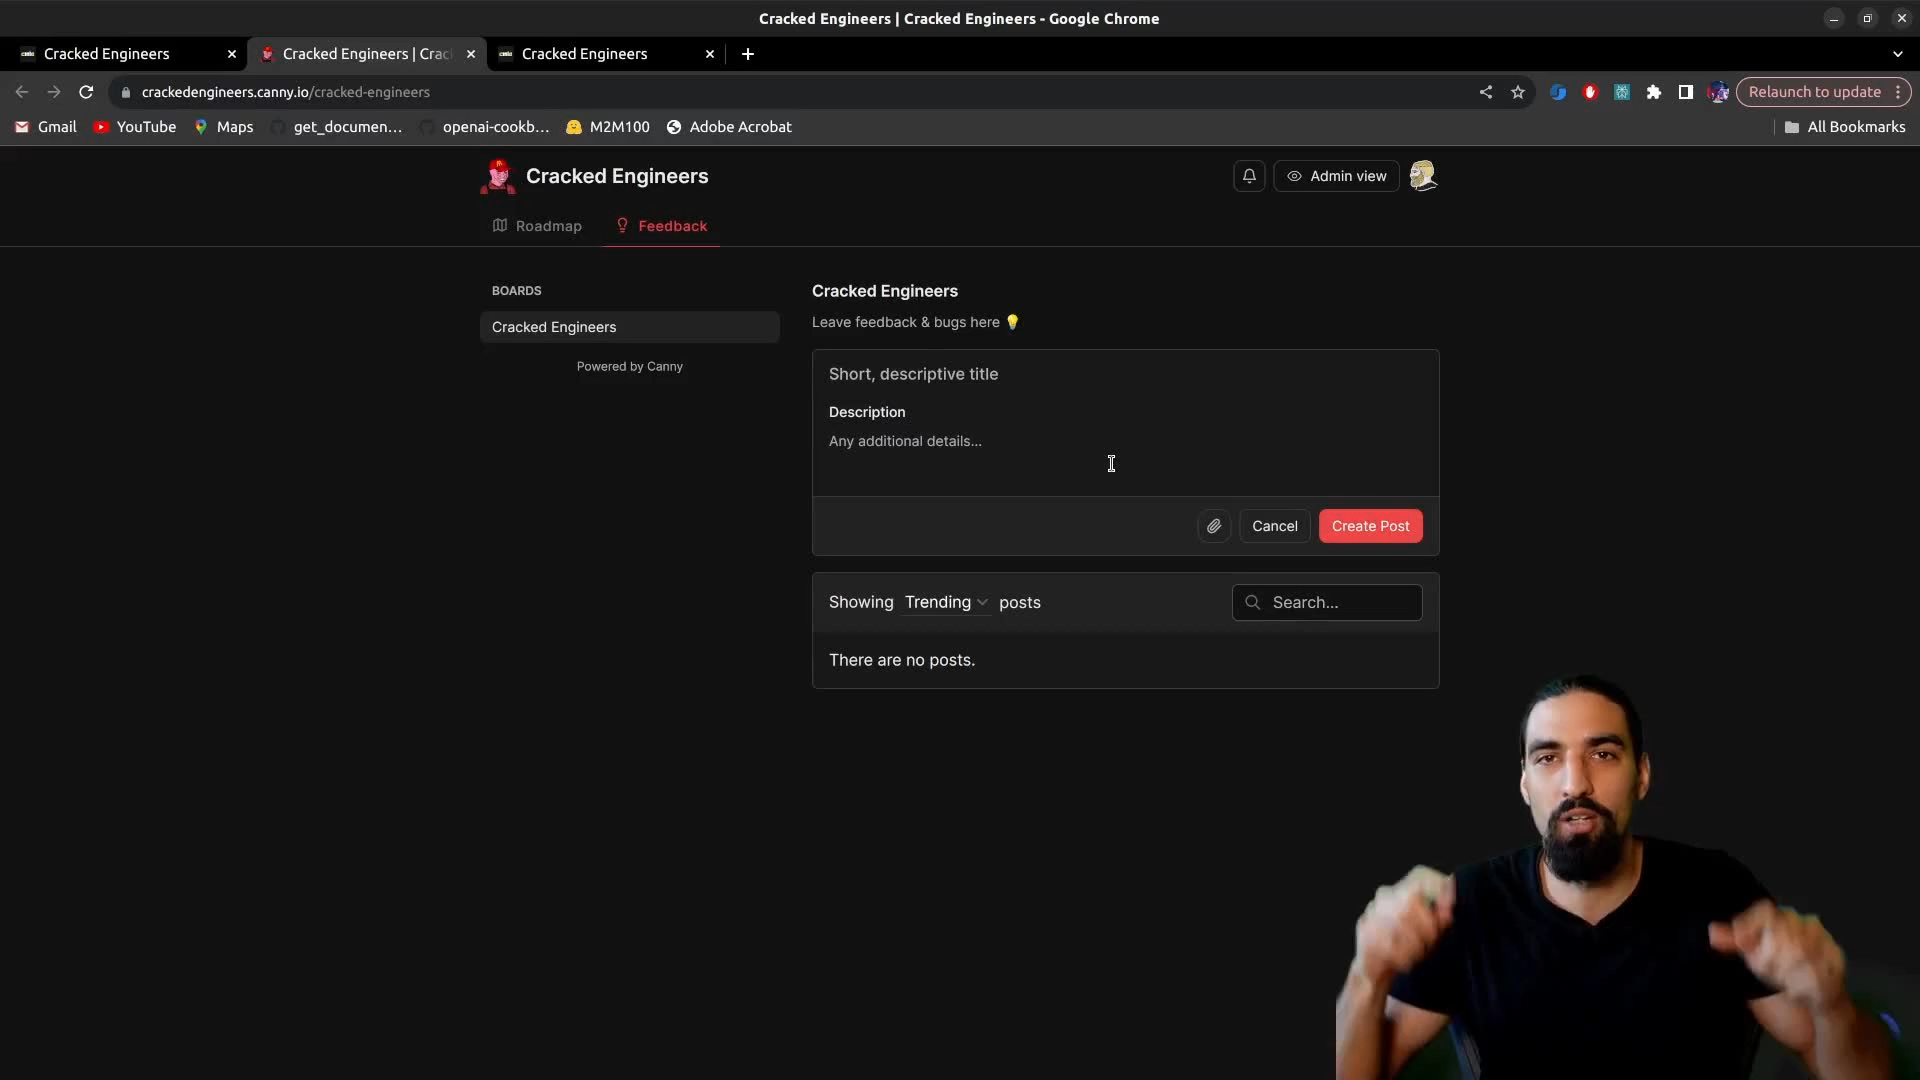 Cracked Engineers | Cracked Engineers - Google Chrome
Cracked Engineers
Cracked Engineers | Crac
Cracked Engineers
crackedengineers.canny.io/cracked-engineers
Relaunch to update
Gmail
YouTube
Maps
get_documen...
openai-cookb...
M2M100
Adobe Acrobat
All Bookmarks
Cracked Engineers
Admin view
Roadmap
Feedback
BOARDS
Cracked Engineers
Powered by Canny
Cracked Engineers
Leave feedback & bugs here 💡
Short, descriptive title
Description
Any additional details...
Cancel
Create Post
Showing Trending posts
Search...
There are no posts.